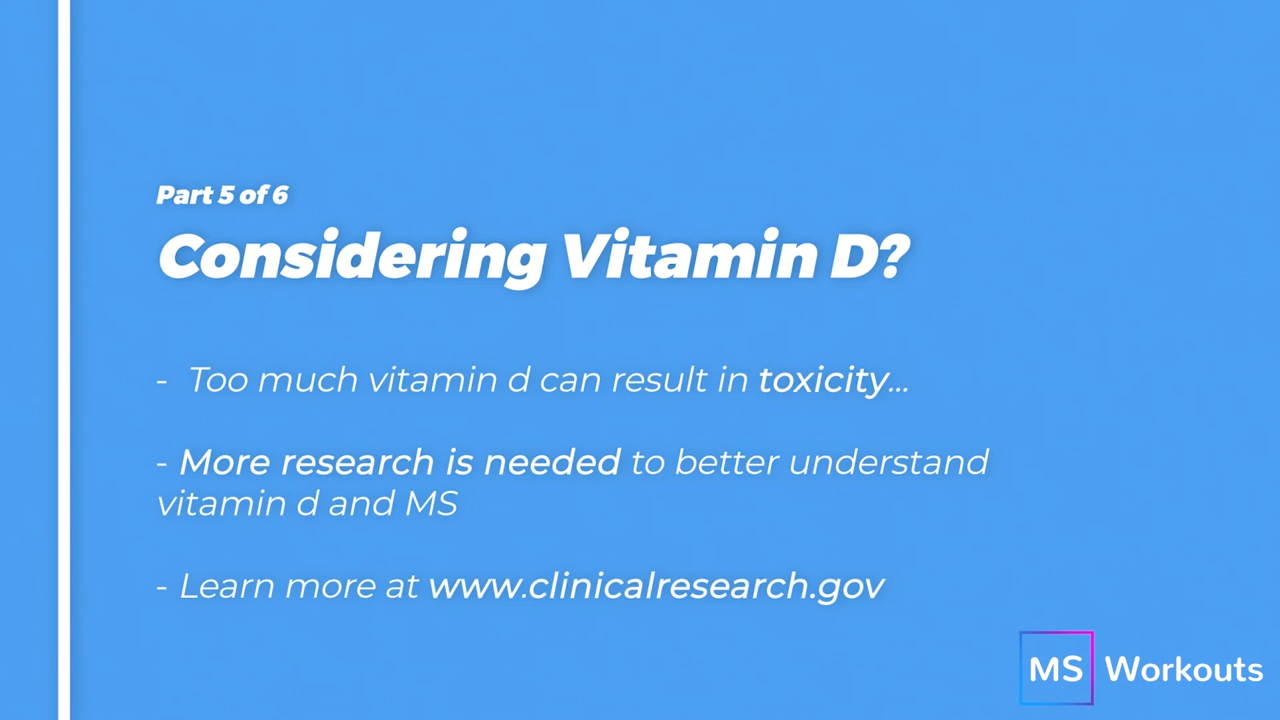 Part 5 of 6
Considering Vitamin D?
- Too much vitamin d can result in toxicity...
- More research is needed to better understand
vitamin d and MS
- Learn more at www.clinicalresearch.gov
MS Workouts